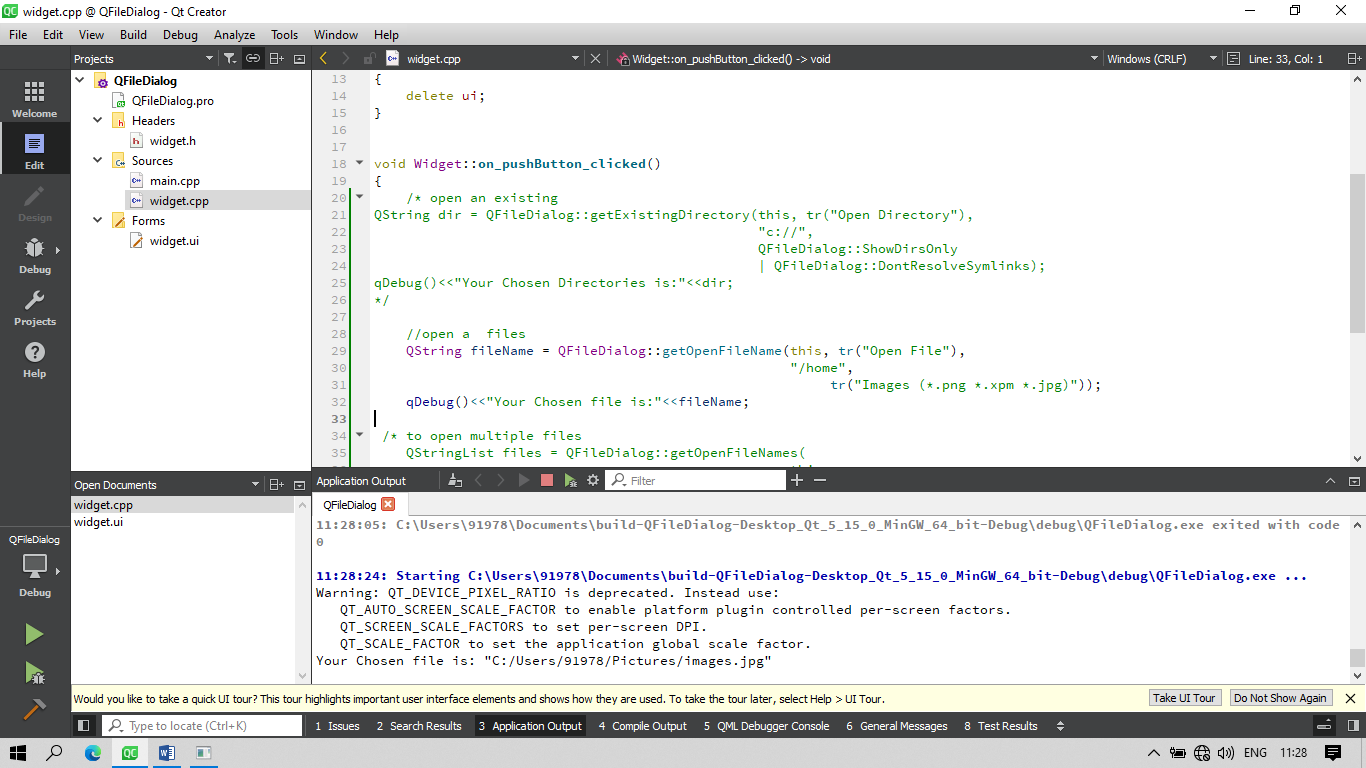 widget.cpp @ QFileDialog - Qt Creator
File Edit View Build Debug Analyze Tools Window Help
Projects
widget.cpp
Widget::on_pushButton_clicked() -> void
Windows (CRLF)
Line: 33, Col: 1
Welcome
Edit
Design
Debug
Projects
Help
QFileDialog
QFileDialog.pro
Headers
widget.h
Sources
main.cpp
widget.cpp
Forms
widget.ui
13 {
14 delete ui;
15 }
16
17
18 void Widget::on_pushButton_clicked()
19 {
20 /* open an existing
21 QString dir = QFileDialog::getExistingDirectory(this, tr("Open Directory"),
22 "c://",
23 QFileDialog::ShowDirsOnly
24 | QFileDialog::DontResolveSymlinks);
25 qDebug()<<"Your Chosen Directories is:"<<dir;
26 */
27
28 //open a  files
29 QString fileName = QFileDialog::getOpenFileName(this, tr("Open File"),
30 "/home",
31 tr("Images (*.png *.xpm *.jpg)"));
32 qDebug()<<"Your Chosen file is:"<<fileName;
33
34 /* to open multiple files
35 QStringList files = QFileDialog::getOpenFileNames(
Open Documents
widget.cpp
widget.ui
QFileDialog
Debug
Application Output
Filter
QFileDialog
11:28:05: C:\Users\91978\Documents\build-QFileDialog-Desktop_Qt_5_15_0_MinGW_64_bit-Debug\debug\QFileDialog.exe exited with code
0
11:28:24: Starting C:\Users\91978\Documents\build-QFileDialog-Desktop_Qt_5_15_0_MinGW_64_bit-Debug\debug\QFileDialog.exe ...
Warning: QT_DEVICE_PIXEL_RATIO is deprecated. Instead use:
QT_AUTO_SCREEN_SCALE_FACTOR to enable platform plugin controlled per-screen factors.
QT_SCREEN_SCALE_FACTORS to set per-screen DPI.
QT_SCALE_FACTOR to set the application global scale factor.
Your Chosen file is: "C:/Users/91978/Pictures/images.jpg"
Would you like to take a quick UI tour? This tour highlights important user interface elements and shows how they are used. To take the tour later, select Help > UI Tour.
Take UI Tour
Do Not Show Again
Type to locate (Ctrl+K)
1 Issues 2 Search Results 3 Application Output 4 Compile Output 5 QML Debugger Console 6 General Messages 8 Test Results
ENG 11:28